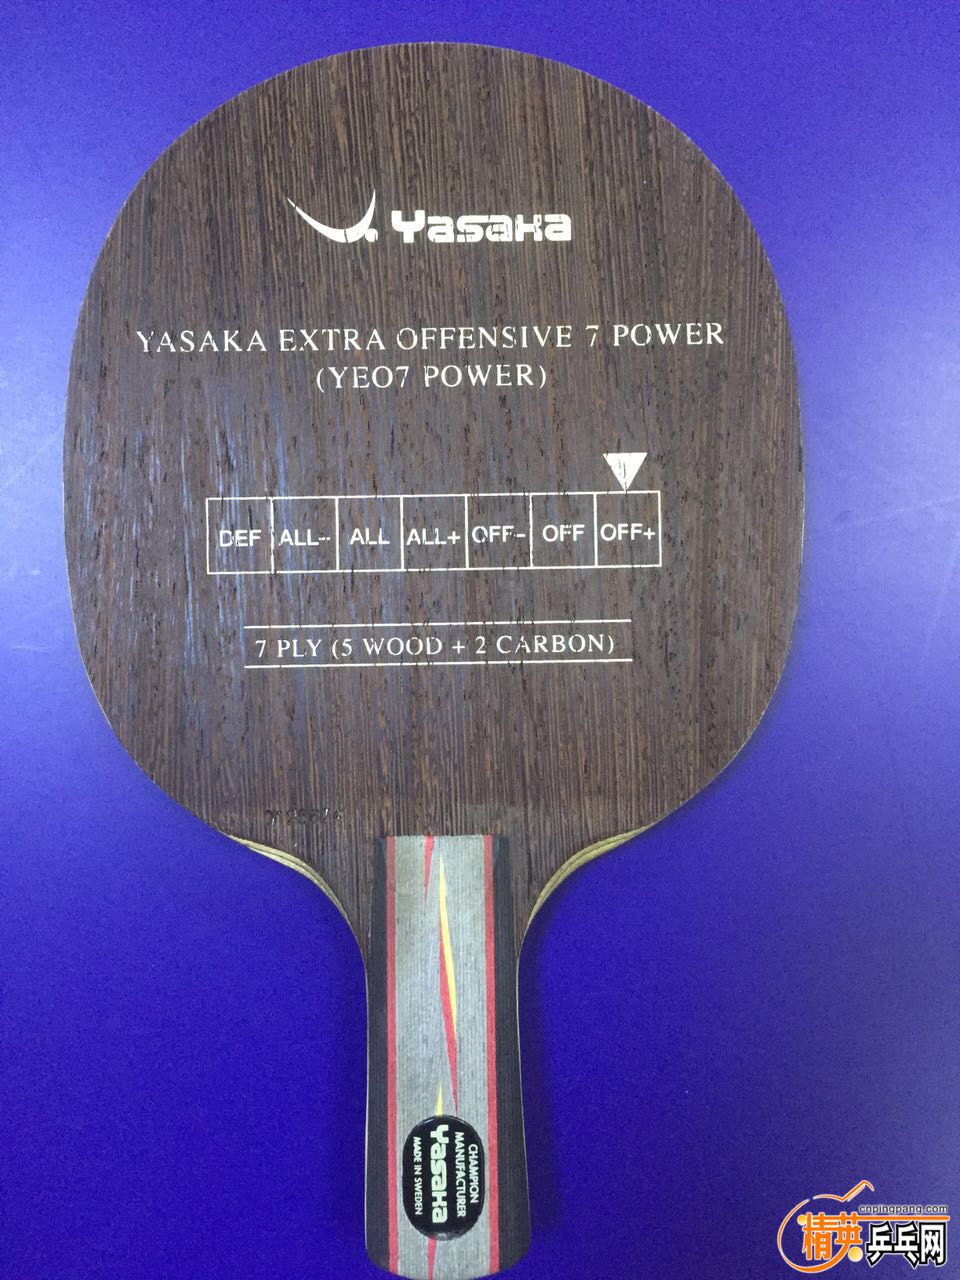 Yasaka
YASAKA EXTRA OFFENSIVE 7 POWER
(YEO7 POWER)
DEF ALL- ALL ALL+ OFF- OFF OFF+
7 PLY (5 WOOD + 2 CARBON)
CHAMPION
MANUFACTURER
Yasaka
MADE IN SWEDEN
cnpingpang.com
精英乒乓网